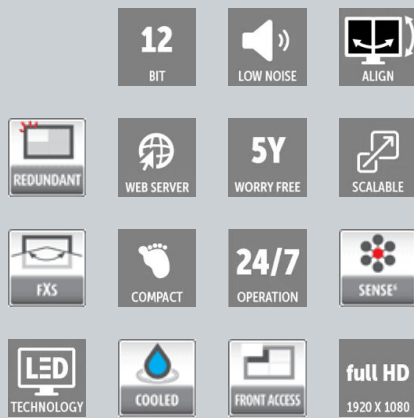 12
BIT
LOW NOISE
ALIGN
REDUNDANT
WEB SERVER
5Y
WORRY FREE
SCALABLE
FXS
COMPACT
24/7
OPERATION
SENSE⁶
LED
TECHNOLOGY
COOLED
FRONT ACCESS
full HD
1920 X 1080